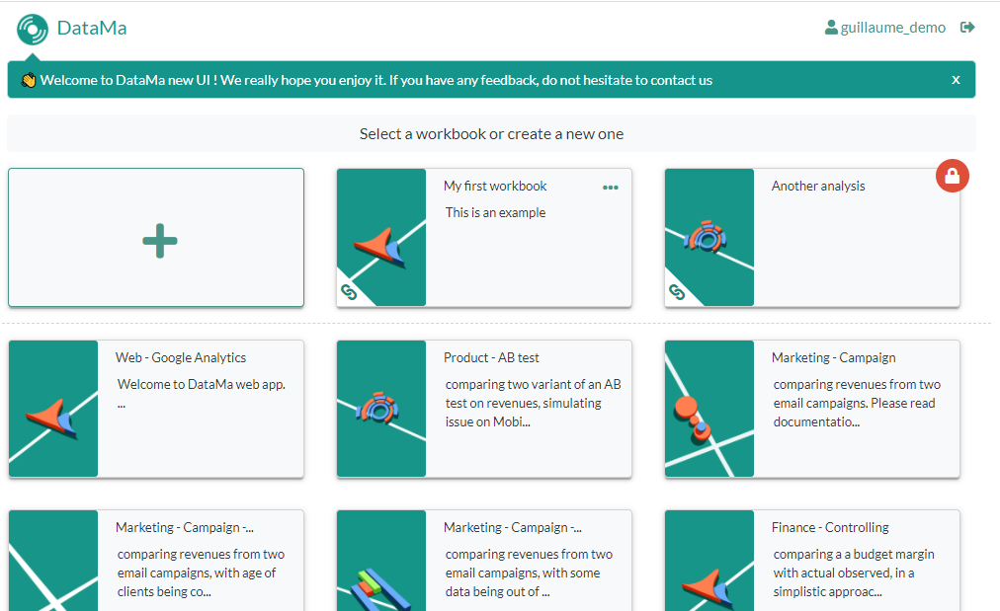 DataMa
guillaume_demo
Welcome to DataMa new UI ! We really hope you enjoy it. If you have any feedback, do not hesitate to contact us
x
Select a workbook or create a new one
My first workbook
This is an example
Another analysis
Web - Google Analytics
Welcome to DataMa web app.
...
Product - AB test
comparing two variant of an AB
test on revenues, simulating
issue on Mobi...
Marketing - Campaign
comparing revenues from two
email campaigns. Please read
documentatio...
Marketing - Campaign -...
comparing revenues from two
email campaigns, with age of
clients being co...
Marketing - Campaign -...
comparing revenues from two
email campaigns, with some
data being out of ...
Finance - Controlling
comparing a a budget margin
with actual observed, in a
simplistic approac...